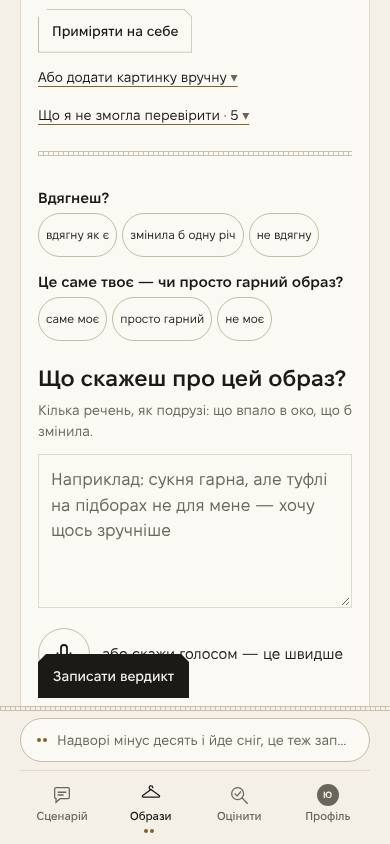 Приміряти на себе
Або додати картинку вручну ▾
Що я не змогла перевірити · 5 ▾
Вдягнеш?
вдягну як є
змінила б одну річ
не вдягну
Це саме твоє — чи просто гарний образ?
саме моє
просто гарний
не моє
Що скажеш про цей образ?
Кілька речень, як подрузі: що впало в око, що б
змінила.
Наприклад: сукня гарна, але туфлі
на підборах не для мене — хочу
щось зручніше
або скажи голосом — це швидше
Записати вердикт
Надворі мінус десять і йде сніг, це теж зап...
Сценарій
Образи
Оцінити
Ю
Профіль